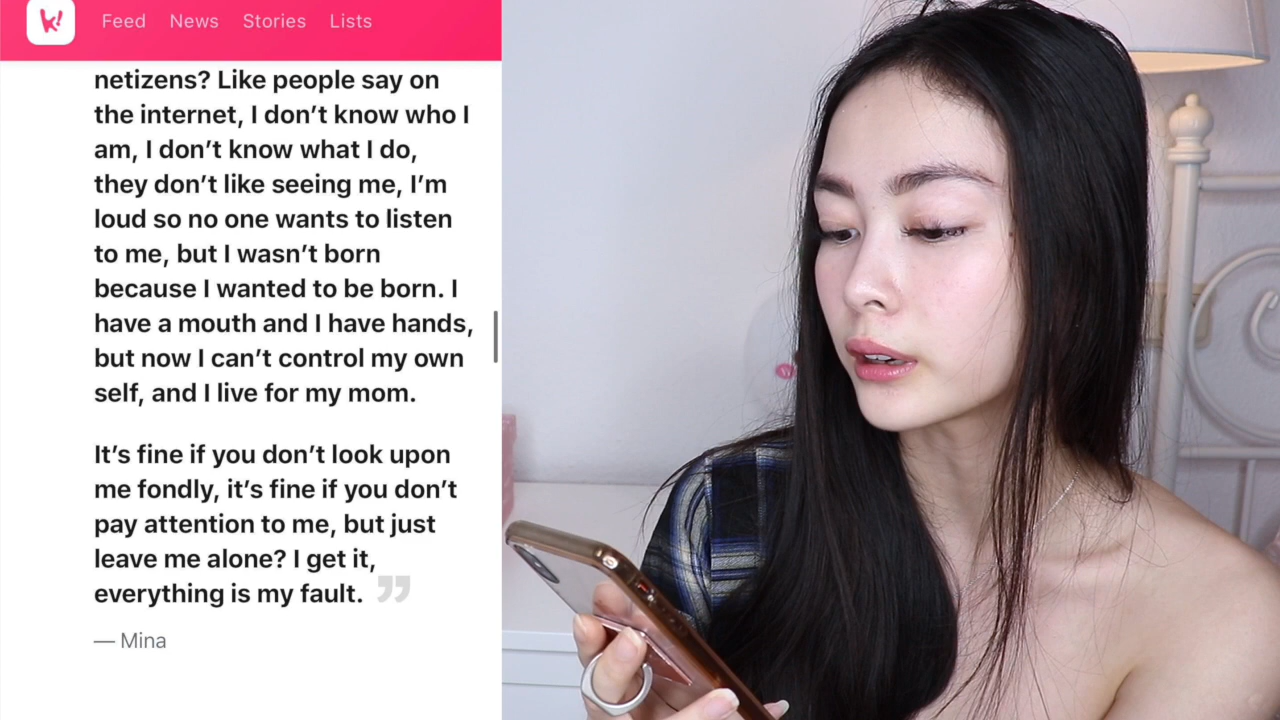 k!
Feed News Stories Lists
netizens? Like people say on
the internet, I don’t know who I
am, I don’t know what I do,
they don’t like seeing me, I’m
loud so no one wants to listen
to me, but I wasn’t born
because I wanted to be born. I
have a mouth and I have hands,
but now I can’t control my own
self, and I live for my mom.
It’s fine if you don’t look upon
me fondly, it’s fine if you don’t
pay attention to me, but just
leave me alone? I get it,
everything is my fault. ”
— Mina